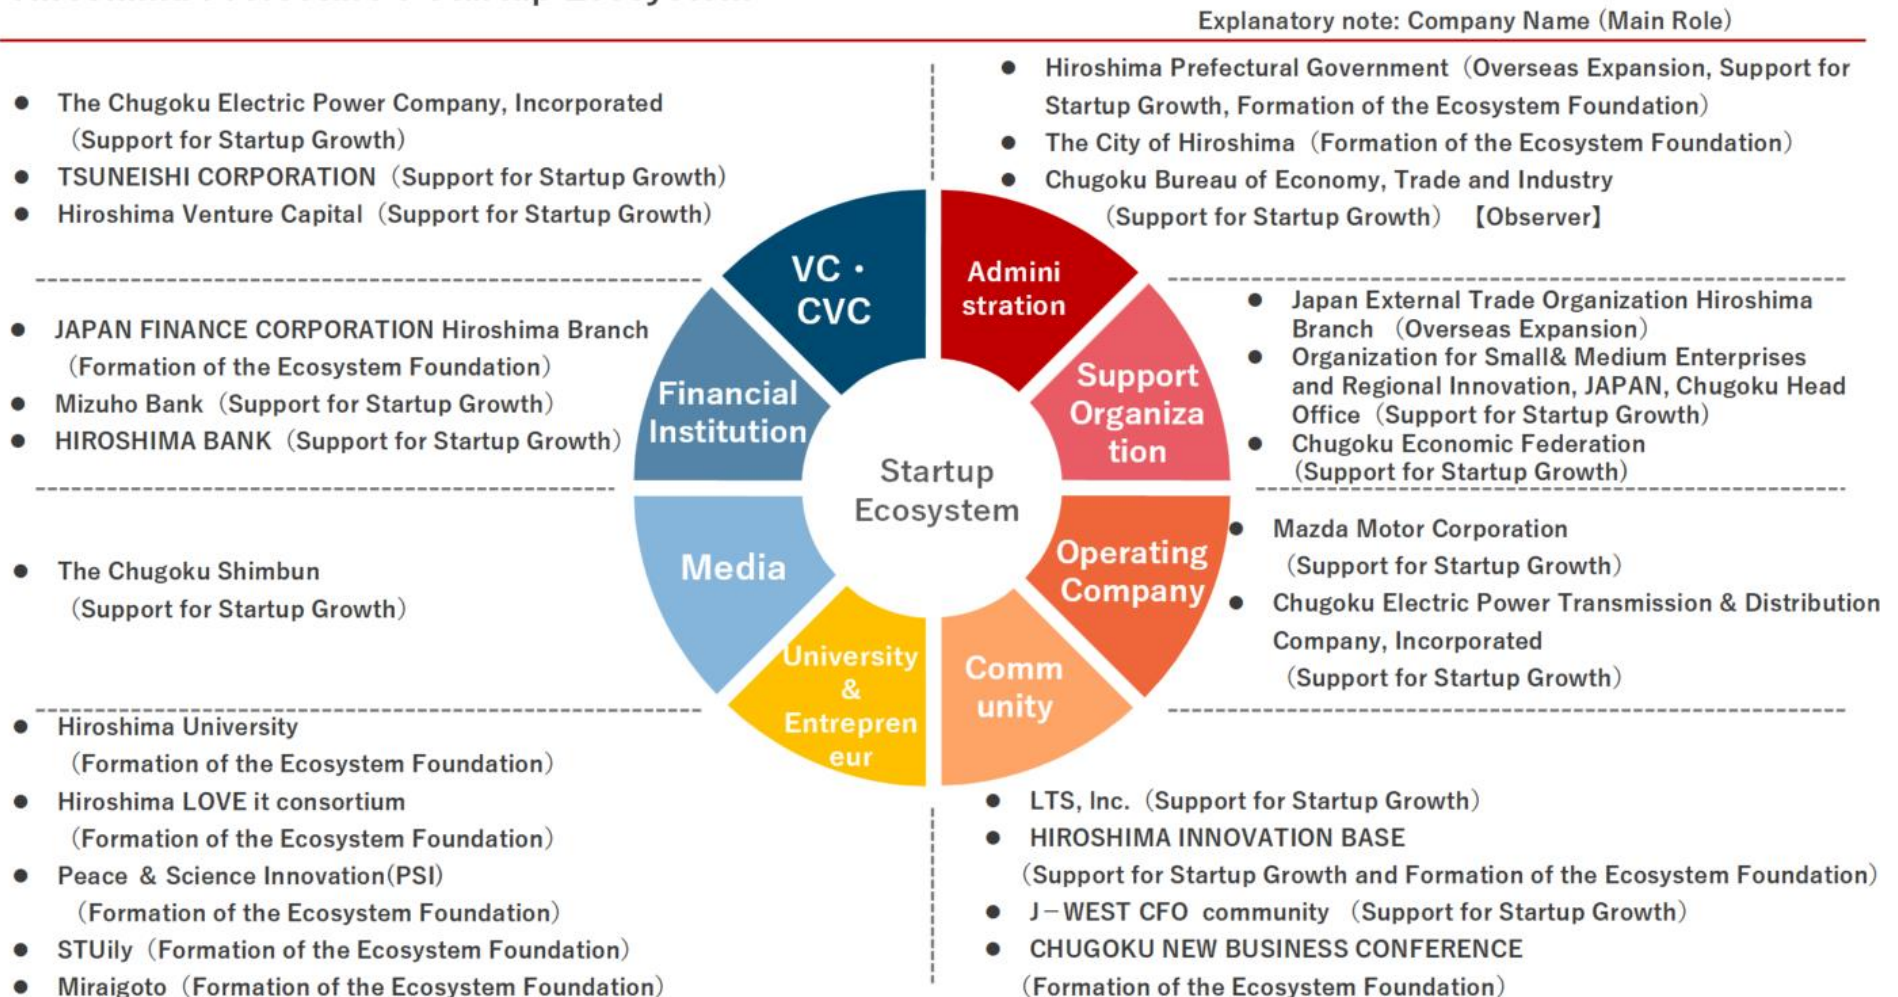 Explanatory note: Company Name (Main Role)
● The Chugoku Electric Power Company, Incorporated
（Support for Startup Growth)
● TSUNEISHI CORPORATION（Support for Startup Growth)
● Hiroshima Venture Capital（Support for Startup Growth）
● Hiroshima Prefectural Government（Overseas Expansion, Support for
Startup Growth, Formation of the Ecosystem Foundation）
● The City of Hiroshima（Formation of the Ecosystem Foundation）
● Chugoku Bureau of Economy, Trade and Industry
（Support for Startup Growth）【Observer】
VC・
CVC
Admini
stration
● JAPAN FINANCE CORPORATION Hiroshima Branch
（Formation of the Ecosystem Foundation）
● Mizuho Bank（Support for Startup Growth）
● HIROSHIMA BANK（Support for Startup Growth）
Financial
Institution
Support
Organiza
tion
● Japan External Trade Organization Hiroshima
Branch （Overseas Expansion）
● Organization for Small& Medium Enterprises
and Regional Innovation, JAPAN, Chugoku Head
Office（Support for Startup Growth）
● Chugoku Economic Federation
（Support for Startup Growth）
Startup
Ecosystem
● The Chugoku Shimbun
（Support for Startup Growth）
Media
Operating
Company
● Mazda Motor Corporation
（Support for Startup Growth）
● Chugoku Electric Power Transmission & Distribution
Company, Incorporated
（Support for Startup Growth）
University
&
Entrepren
eur
Comm
unity
● Hiroshima University
（Formation of the Ecosystem Foundation）
● Hiroshima LOVE it consortium
（Formation of the Ecosystem Foundation）
● Peace & Science Innovation(PSI)
（Formation of the Ecosystem Foundation）
● STUily（Formation of the Ecosystem Foundation）
● Miraigoto（Formation of the Ecosystem Foundation）
● LTS, Inc.（Support for Startup Growth）
● HIROSHIMA INNOVATION BASE
（Support for Startup Growth and Formation of the Ecosystem Foundation）
● J－WEST CFO community （Support for Startup Growth）
● CHUGOKU NEW BUSINESS CONFERENCE
（Formation of the Ecosystem Foundation）